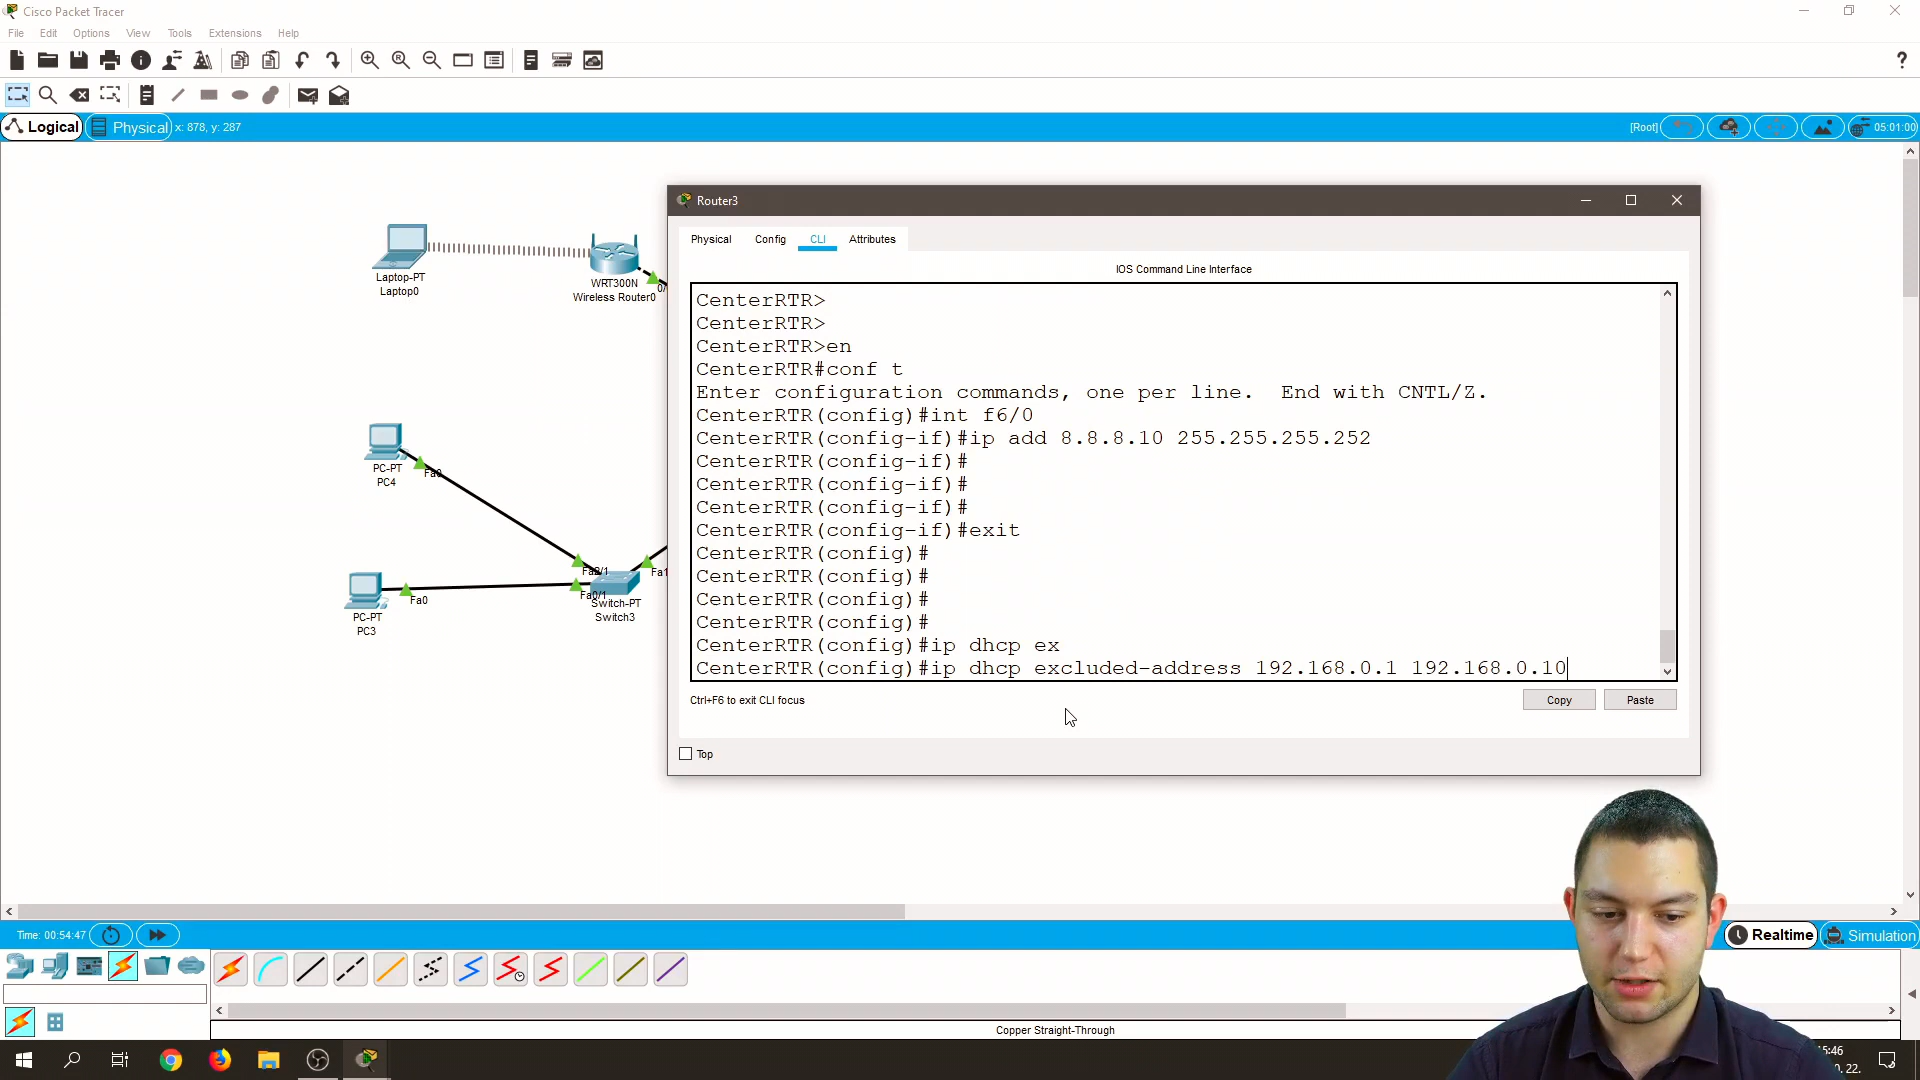 Cisco Packet Tracer
File Edit Options View Tools Extensions Help
Logical Physical x: 878, y: 287 [Root] 05:01:00
Router3
Physical Config CLI Attributes
IOS Command Line Interface
CenterRTR>
CenterRTR>
CenterRTR>en
CenterRTR#conf t
Enter configuration commands, one per line. End with CNTL/Z.
CenterRTR(config)#int f6/0
CenterRTR(config-if)#ip add 8.8.8.10 255.255.255.252
CenterRTR(config-if)#
CenterRTR(config-if)#
CenterRTR(config-if)#
CenterRTR(config-if)#exit
CenterRTR(config)#
CenterRTR(config)#
CenterRTR(config)#
CenterRTR(config)#
CenterRTR(config)#ip dhcp ex
CenterRTR(config)#ip dhcp excluded-address 192.168.0.1 192.168.0.10
Ctrl+F6 to exit CLI focus
Copy Paste
Top
Laptop-PT
Laptop0
WRT300N
Wireless Router0
0/
PC-PT
PC4
Fa0
PC-PT
PC3
Fa0
Fa2/1
Fa0/1
Fa1
Switch-PT
Switch3
Time: 00:54:47
Realtime Simulation
Copper Straight-Through
5:46
22.